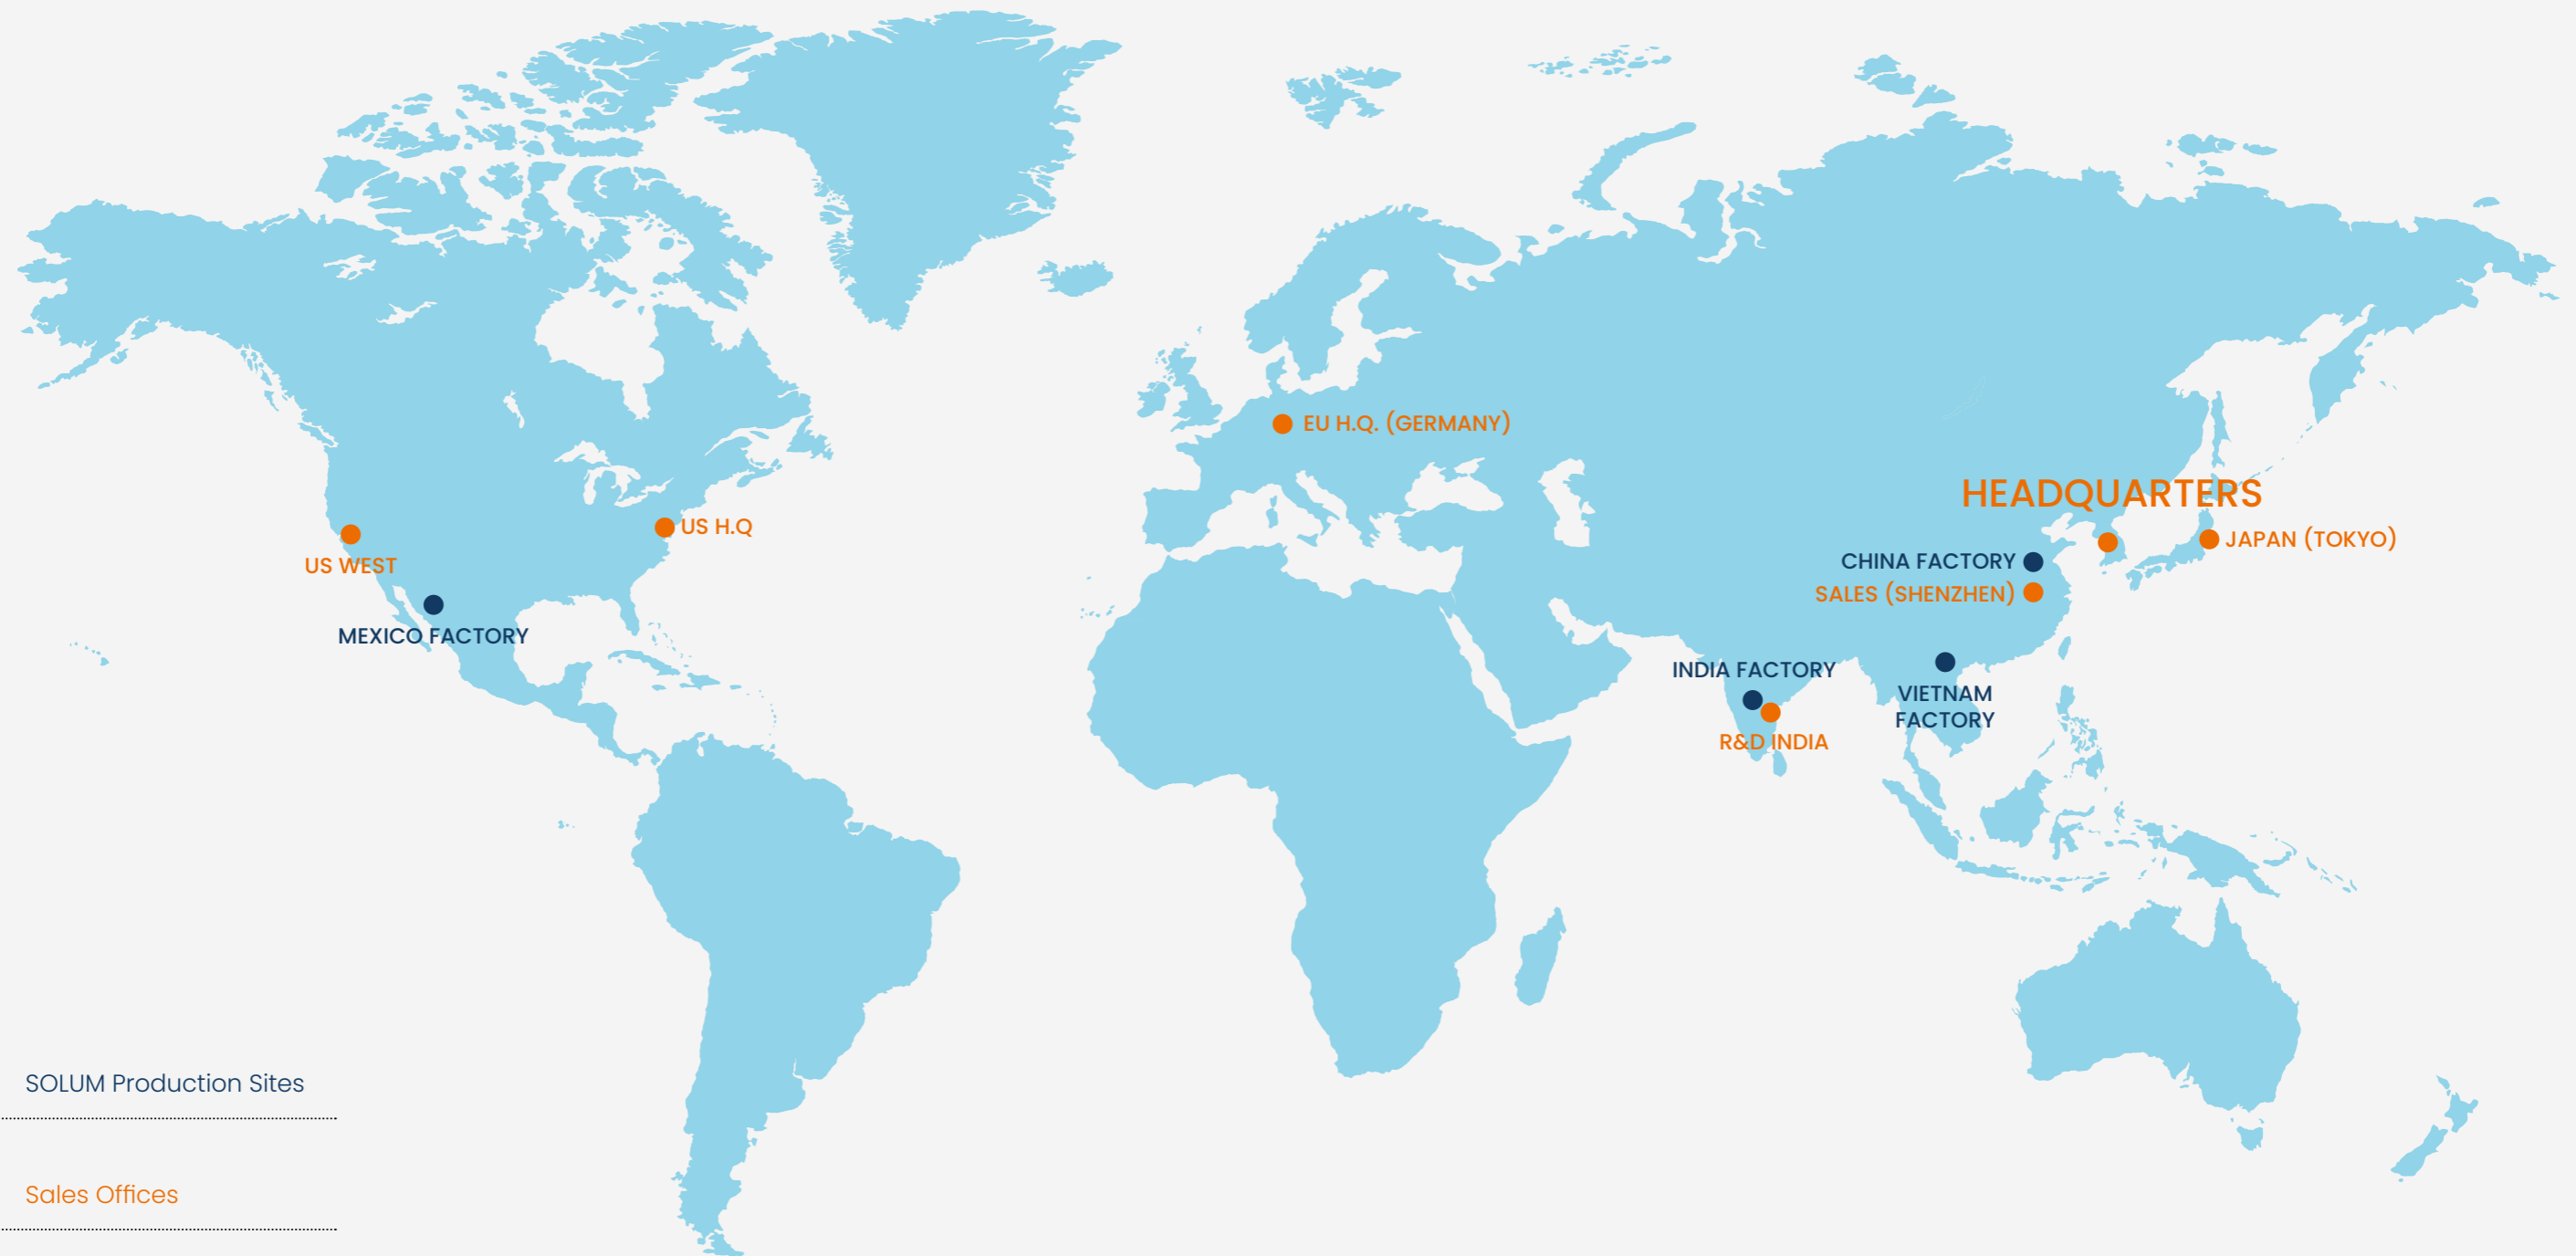 EU H.Q. (GERMANY)
HEADQUARTERS
US H.Q
JAPAN (TOKYO)
US WEST
CHINA FACTORY
SALES (SHENZHEN)
MEXICO FACTORY
INDIA FACTORY
VIETNAM
FACTORY
R&D INDIA
SOLUM Production Sites
Sales Offices